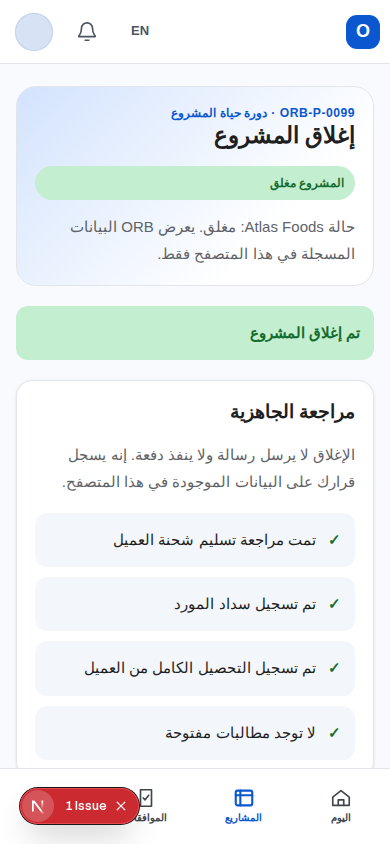 O
EN
ORB-P-0099 · دورة حياة المشروع
إغلاق المشروع
المشروع مغلق
حالة Atlas Foods: مغلق. يعرض ORB البيانات
المسجلة في هذا المتصفح فقط.
تم إغلاق المشروع
مراجعة الجاهزية
الإغلاق لا يرسل رسالة ولا ينفذ دفعة. إنه يسجل
قرارك على البيانات الموجودة في هذا المتصفح.
✓ تمت مراجعة تسليم شحنة العميل
✓ تم تسجيل سداد المورد
✓ تم تسجيل التحصيل الكامل من العميل
✓ لا توجد مطالبات مفتوحة
اليوم
المشاريع
N 1 Issue